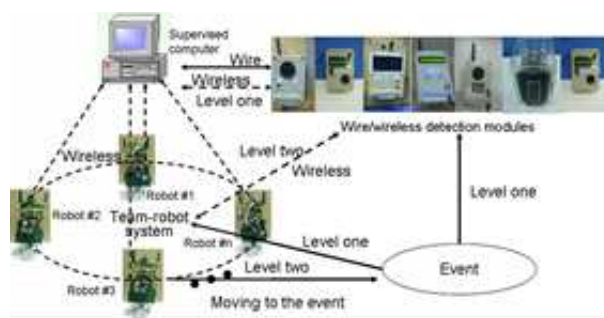 Supervised
computer
Wire
Wireless
Level one
Wire/wireless detection modules
Wireless
Level two
Wireless
Robot #1
Level one
Robot #2
Team-robot
system
Robot #n
Level one
Event
Level two
Robot #3
Moving to the event